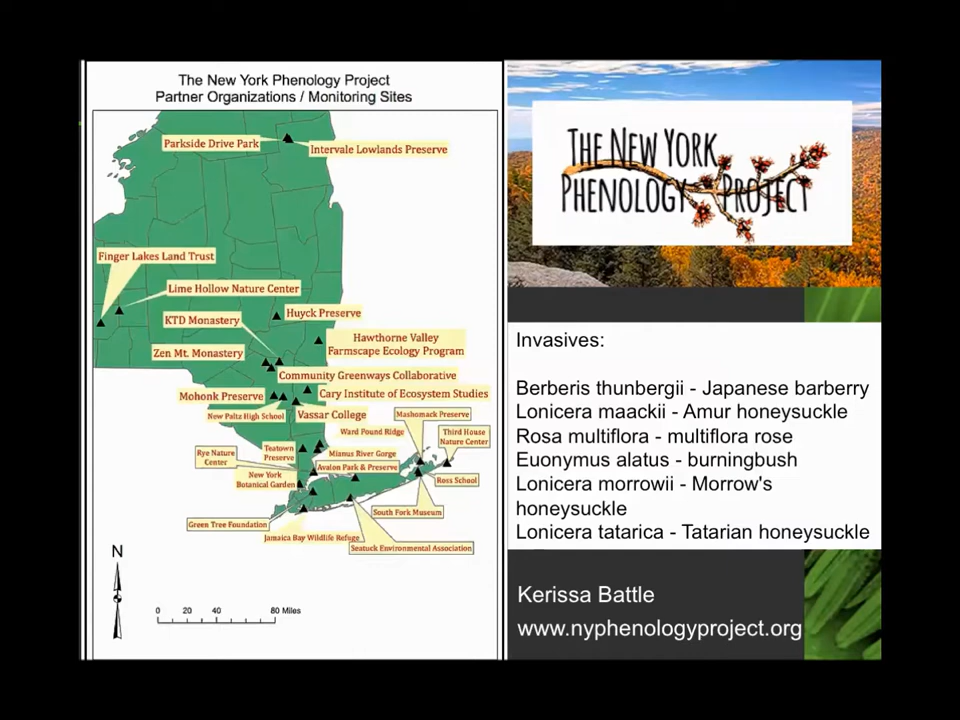 The New York Phenology Project
Partner Organizations / Monitoring Sites
Parkside Drive Park
Intervale Lowlands Preserve
Finger Lakes Land Trust
Lime Hollow Nature Center
KTD Monastery
Huyck Preserve
Zen Mt. Monastery
Hawthorne Valley
Farmscape Ecology Program
Community Greenways Collaborative
Mohonk Preserve
Cary Institute of Ecosystem Studies
New Paltz High School
Vassar College
Mashomack Preserve
Ward Pound Ridge
Third House
Nature Center
Rye Nature
Center
Teatown
Preserve
Mianus River Gorge
Avalon Park & Preserve
New York
Botanical Garden
Ross School
South Fork Museum
Green Tree Foundation
Jamaica Bay Wildlife Refuge
Seatuck Environmental Association
N
0 20 40 80 Miles
THE NEW YORK
PHENOLOGY PROJECT
Invasives:
Berberis thunbergii - Japanese barberry
Lonicera maackii - Amur honeysuckle
Rosa multiflora - multiflora rose
Euonymus alatus - burningbush
Lonicera morrowii - Morrow's
honeysuckle
Lonicera tatarica - Tatarian honeysuckle
Kerissa Battle
www.nyphenologyproject.org